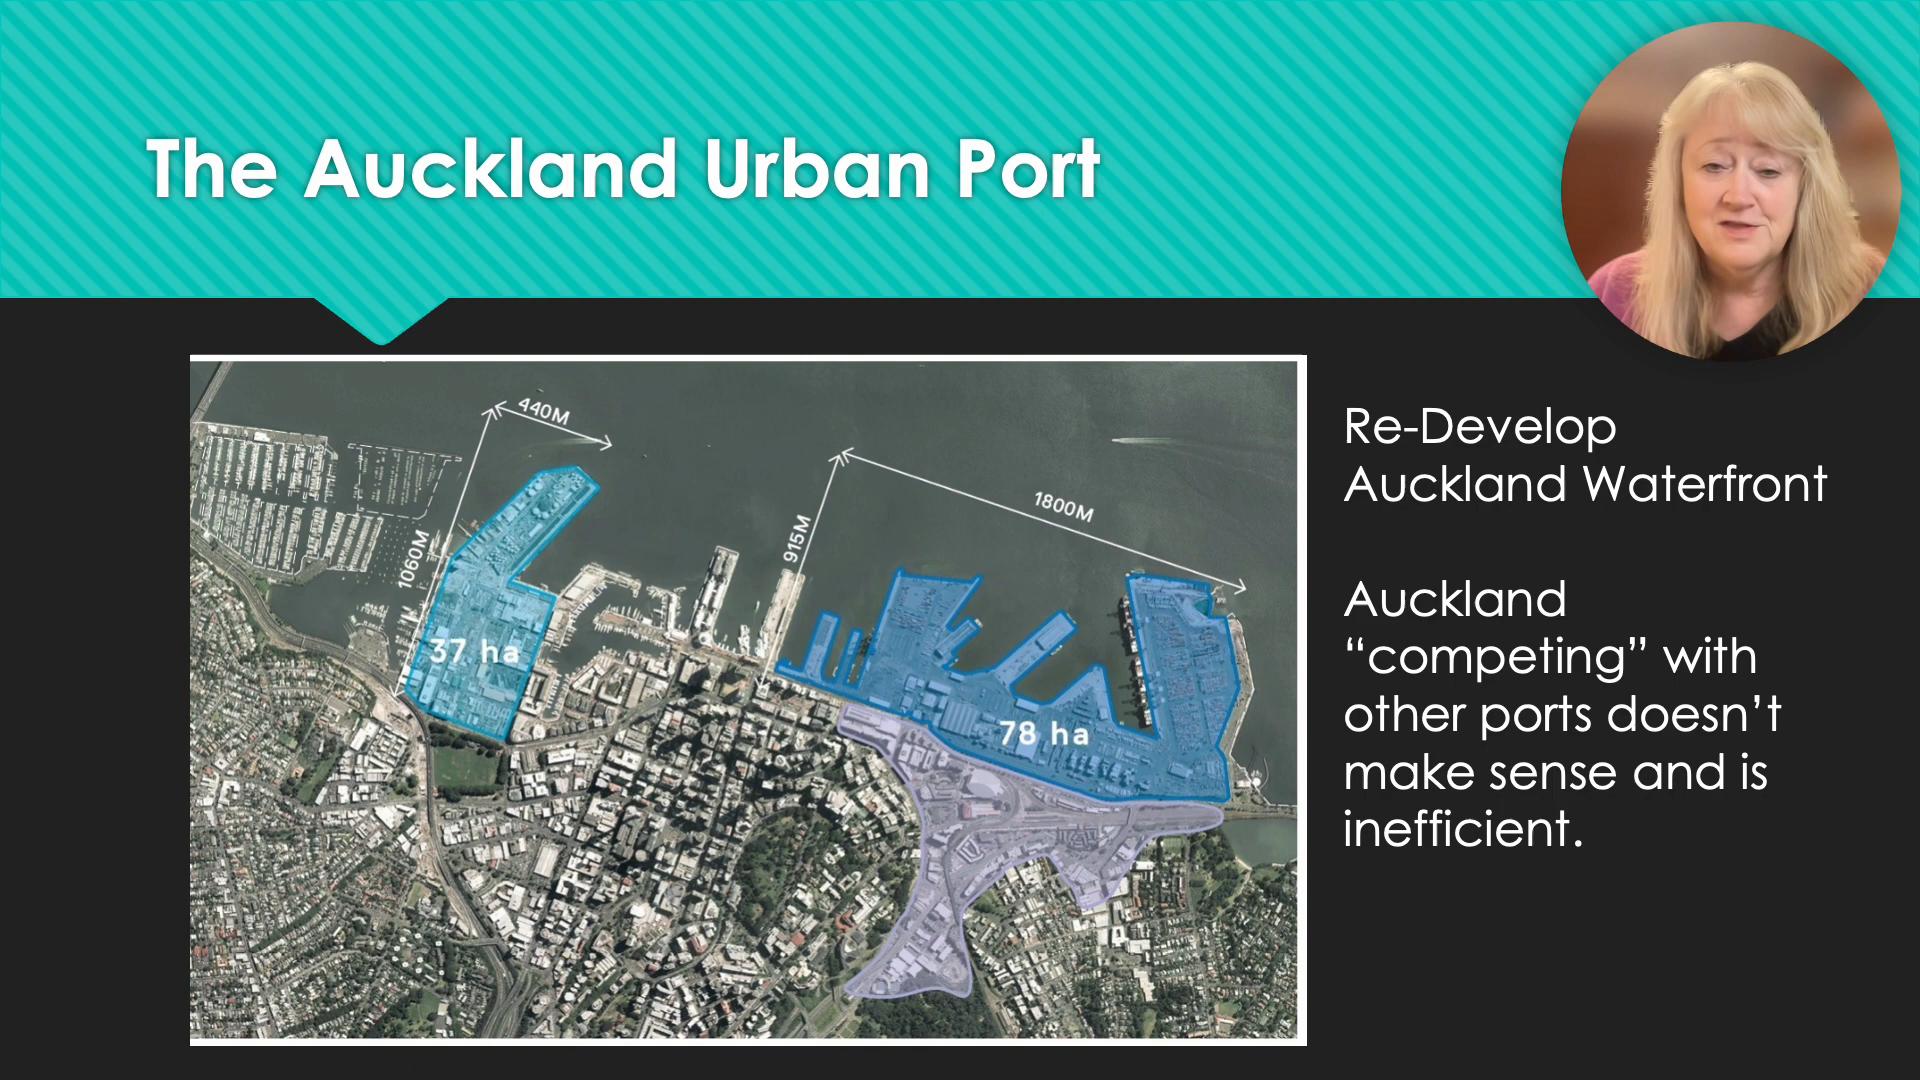 The Auckland Urban Port
440M
1060M
37 ha
915M
1800M
78 ha
Re-Develop
Auckland Waterfront
Auckland
“competing” with
other ports doesn’t
make sense and is
inefficient.